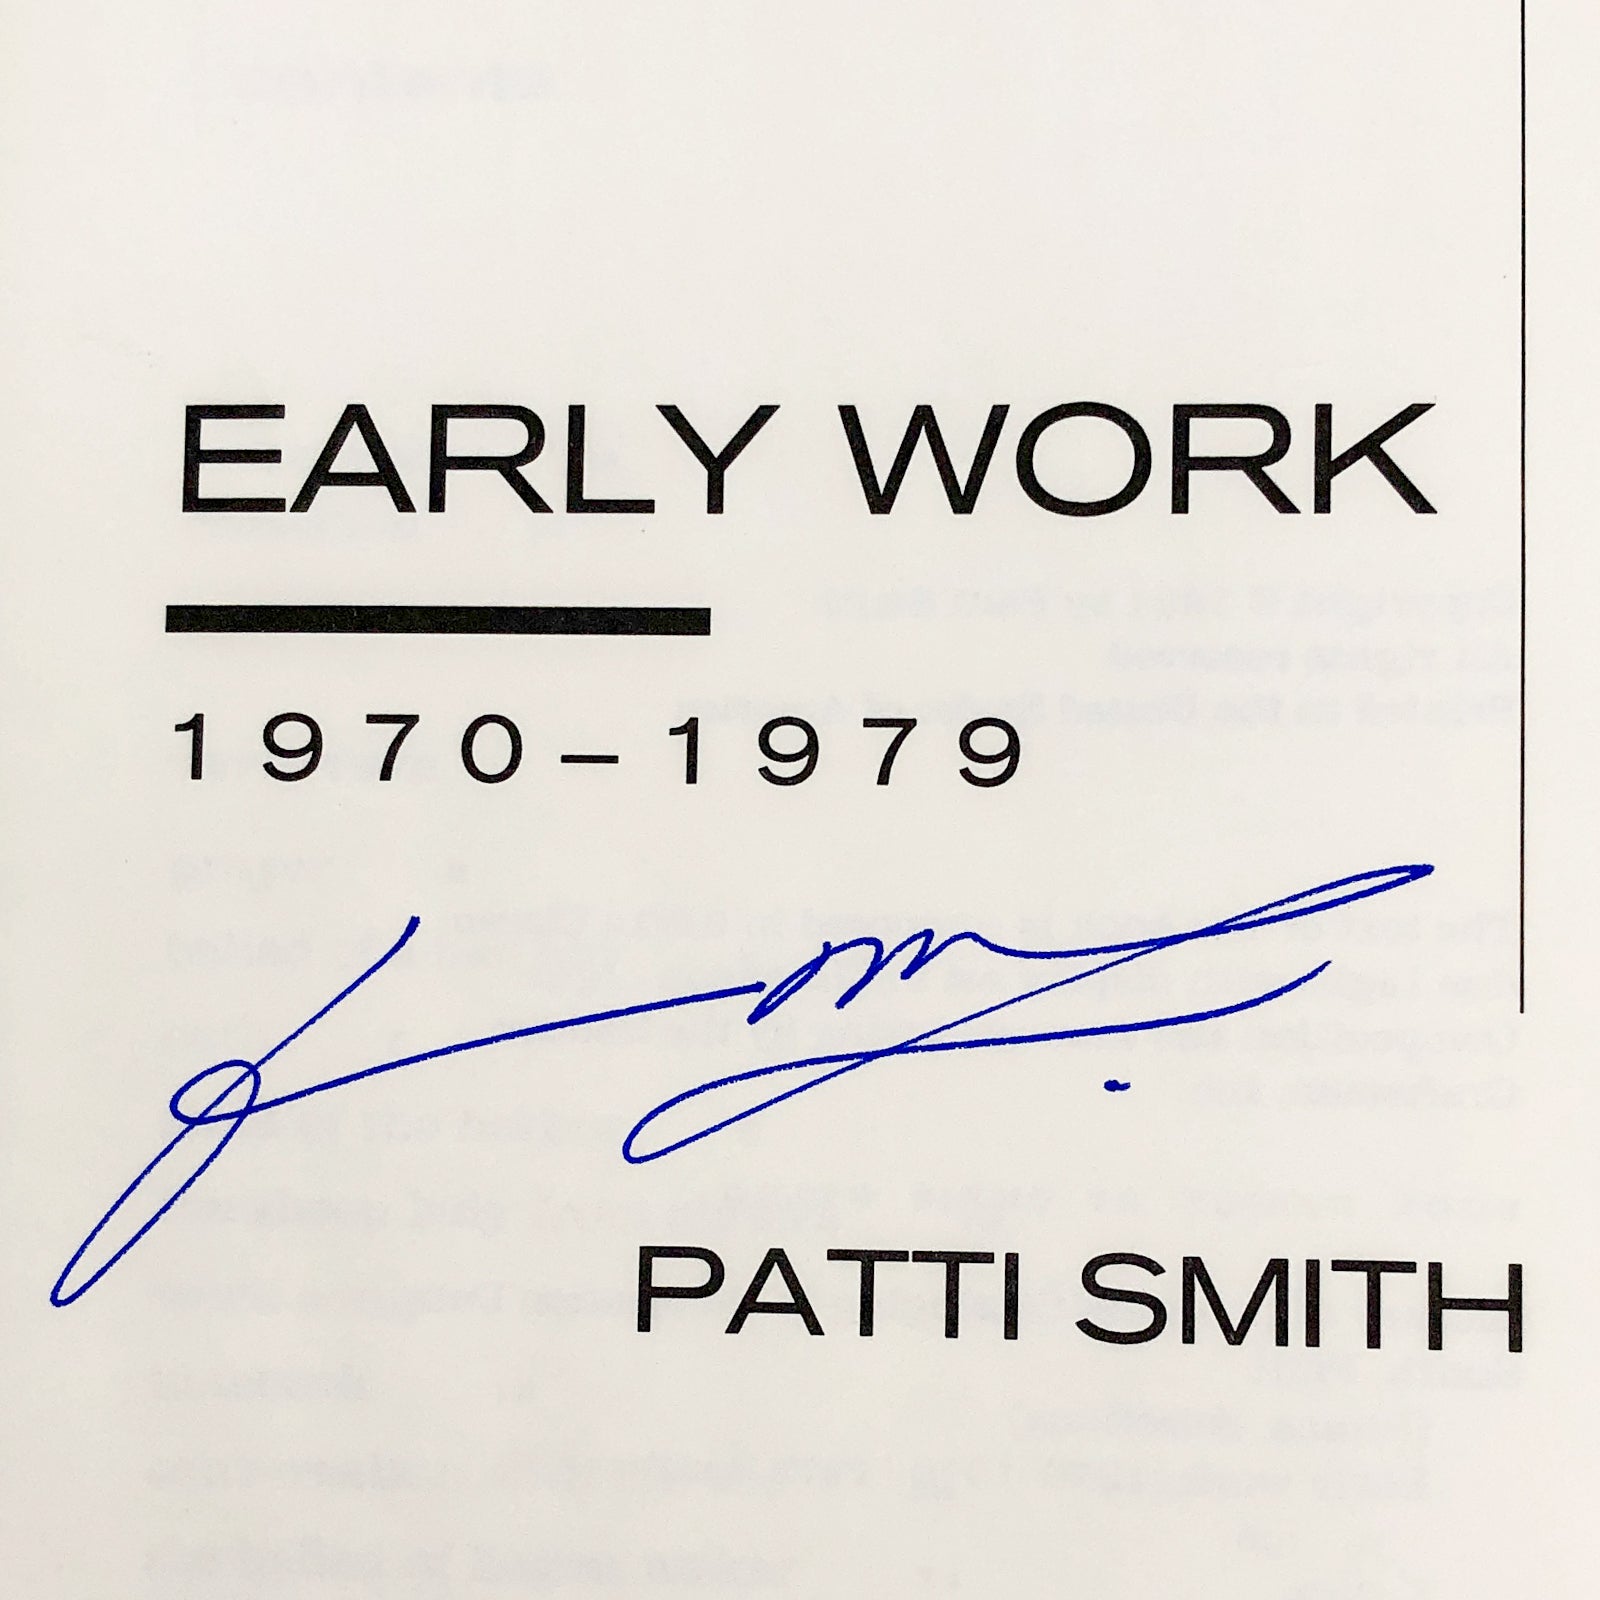 EARLY WORK
1970–1979
PATTI SMITH